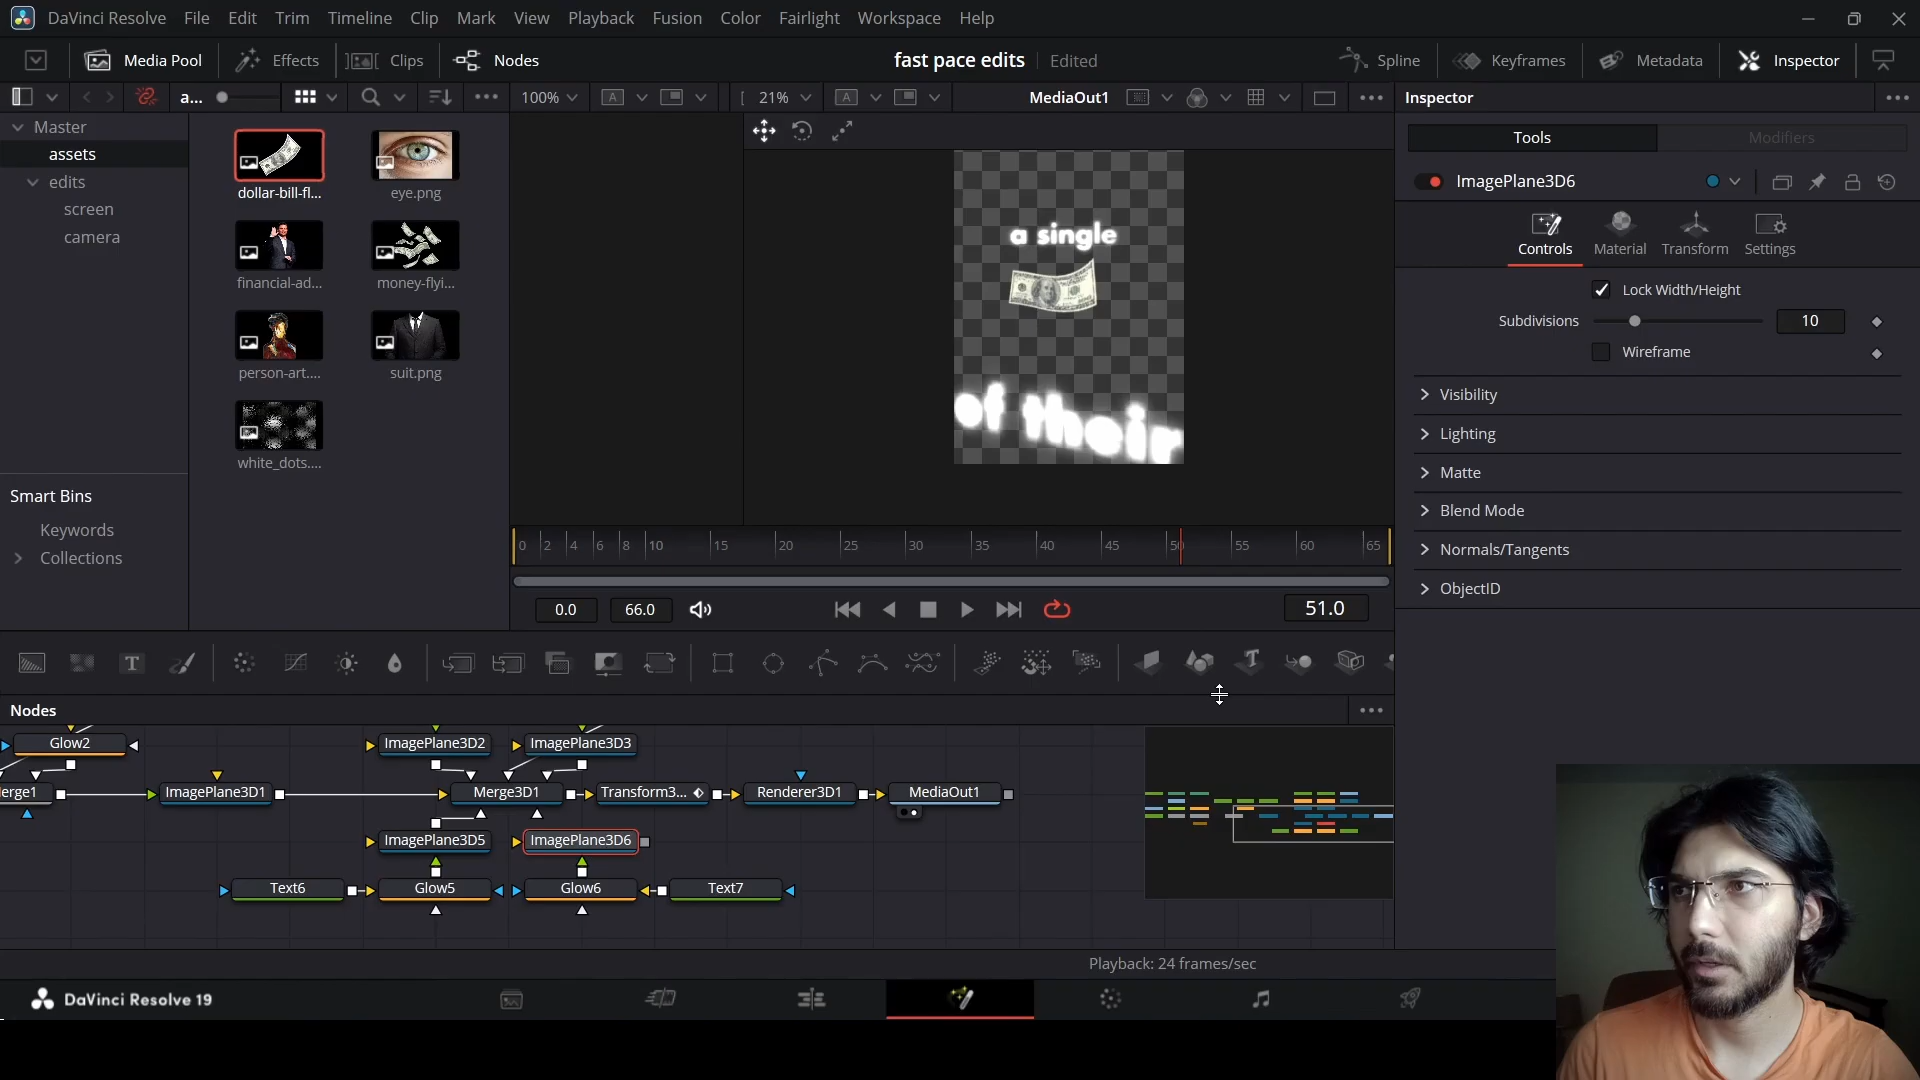 DaVinci Resolve File Edit Trim Timeline Clip Mark View Playback Fusion Color Fairlight Workspace Help
Media Pool Effects Clips Nodes fast pace edits Edited Spline Keyframes Metadata Inspector
a... 100% A 21% A MediaOut1 Inspector
Master
assets
edits
screen
camera
dollar-bill-fl... eye.png
financial-ad... money-flyi...
person-art.... suit.png
white_dots....
Smart Bins
Keywords
Collections
a single
of their
Tools Modifiers
ImagePlane3D6
Controls Material Transform Settings
Lock Width/Height
Subdivisions 10
Wireframe
Visibility
Lighting
Matte
Blend Mode
Normals/Tangents
ObjectID
0 2 4 6 8 10 15 20 25 30 35 40 45 50 55 60 65
0.0 66.0 51.0
Nodes
Glow2 ImagePlane3D2 ImagePlane3D3
erge1 ImagePlane3D1 Merge3D1 Transform3... Renderer3D1 MediaOut1
ImagePlane3D5 ImagePlane3D6
Text6 Glow5 Glow6 Text7
Playback: 24 frames/sec
DaVinci Resolve 19